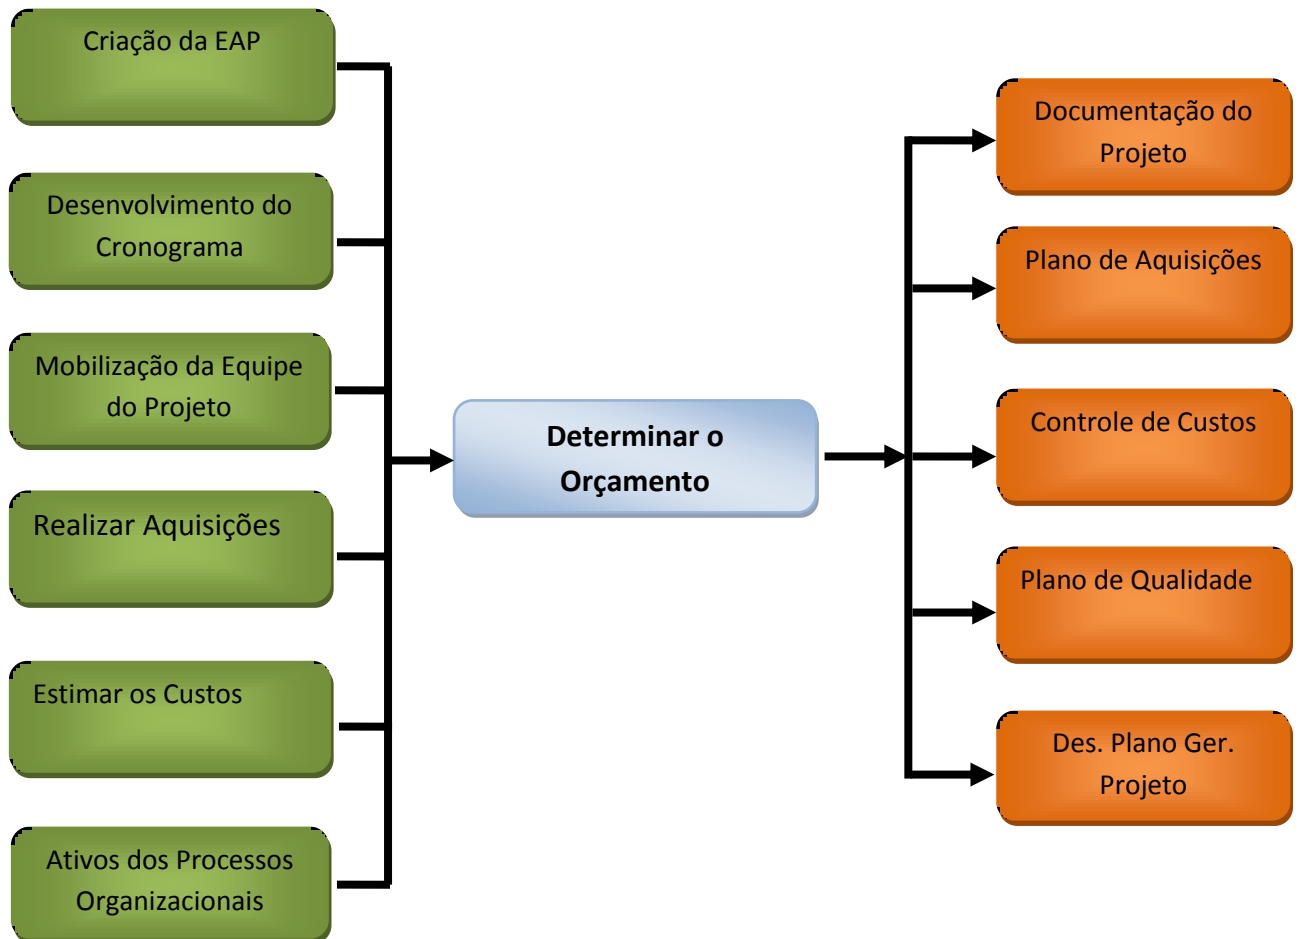 Criação da EAP
Desenvolvimento do
Cronograma
Mobilização da Equipe
do Projeto
Realizar Aquisições
Estimar os Custos
Ativos dos Processos
Organizacionais
Determinar o
Orçamento
Documentação do
Projeto
Plano de Aquisições
Controle de Custos
Plano de Qualidade
Des. Plano Ger.
Projeto